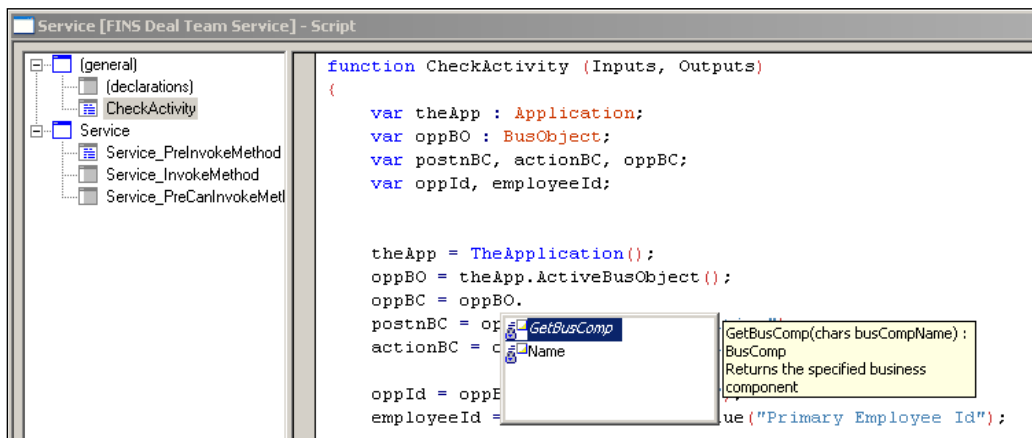 Service [FINS Deal Team Service] - Script
(general)
(declarations)
CheckActivity
Service
Service_PreInvokeMethod
Service_InvokeMethod
Service_PreCanInvokeMetl
function CheckActivity (Inputs, Outputs)
{
var theApp : Application;
var oppBO : BusObject;
var postnBC, actionBC, oppBC;
var oppId, employeeId;
theApp = TheApplication();
oppBO = theApp.ActiveBusObject();
oppBC = oppBO.
postnBC = op
actionBC = c
oppId = oppB
employeeId = ue("Primary Employee Id");
GetBusComp
Name
GetBusComp(chars busCompName) :
BusComp
Returns the specified business
component